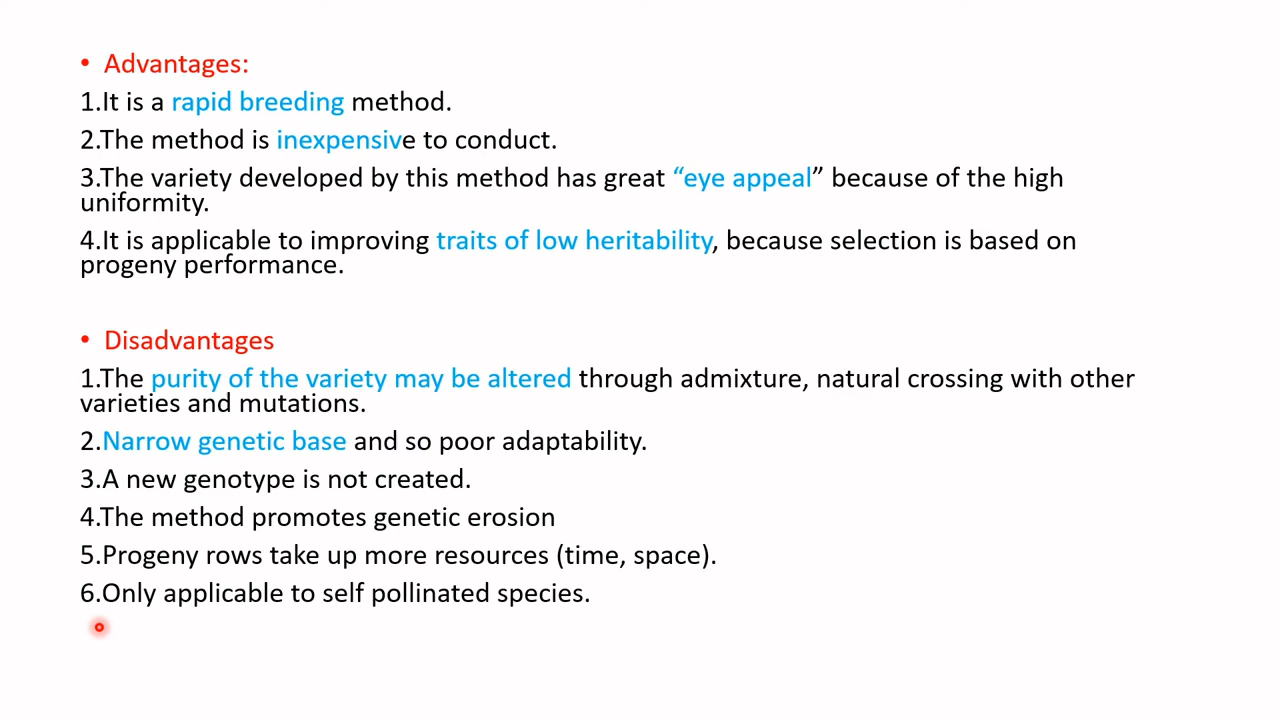 • Advantages:
1.It is a rapid breeding method.
2.The method is inexpensive to conduct.
3.The variety developed by this method has great “eye appeal” because of the high
uniformity.
4.It is applicable to improving traits of low heritability, because selection is based on
progeny performance.
• Disadvantages
1.The purity of the variety may be altered through admixture, natural crossing with other
varieties and mutations.
2.Narrow genetic base and so poor adaptability.
3.A new genotype is not created.
4.The method promotes genetic erosion
5.Progeny rows take up more resources (time, space).
6.Only applicable to self pollinated species.